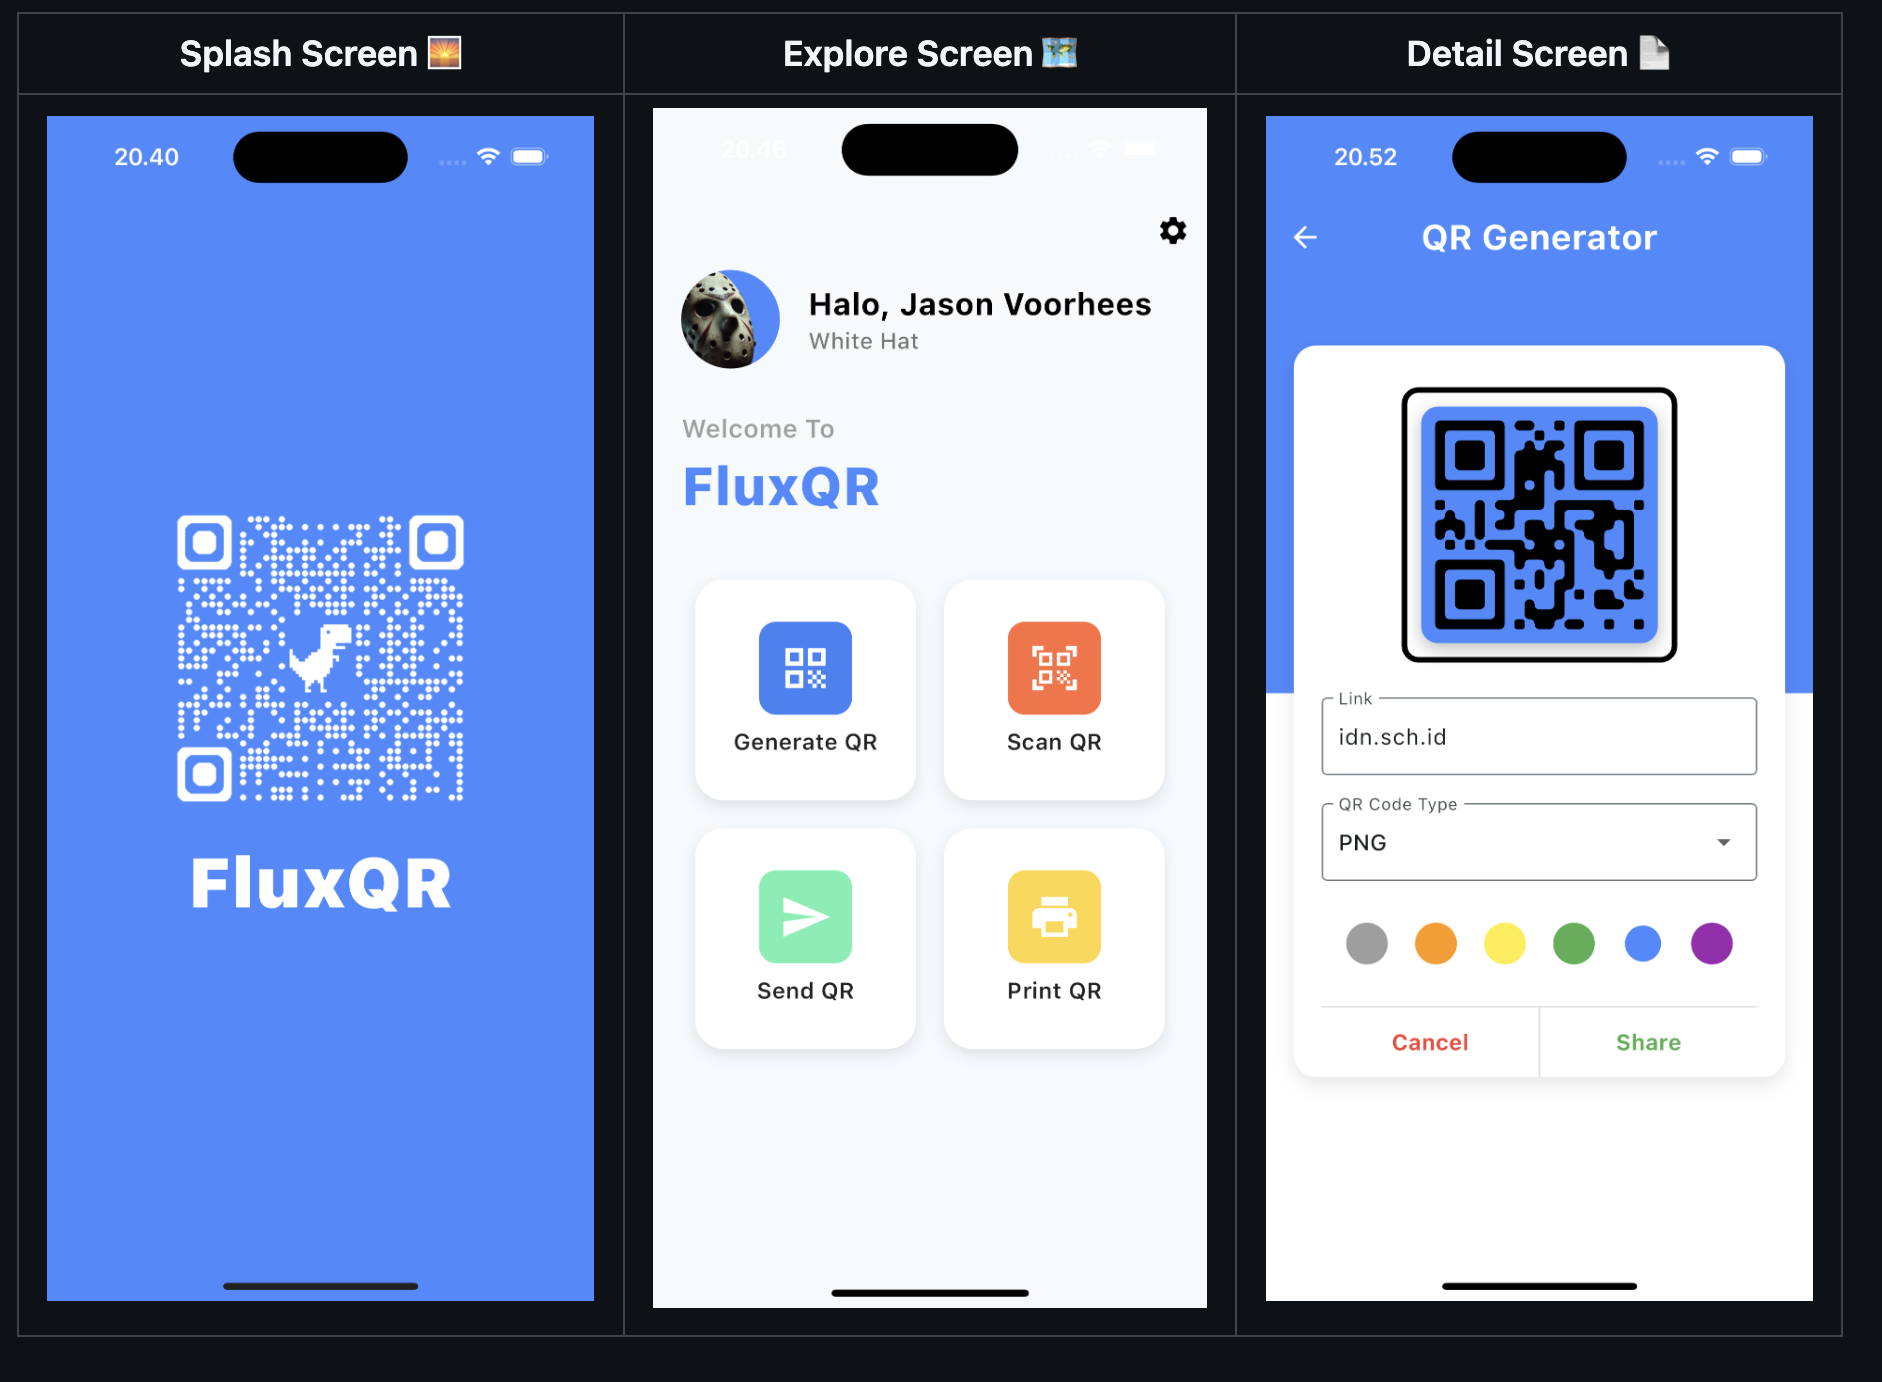 Splash Screen 🌅
Explore Screen 🗺️
Detail Screen 📄
20.40
FluxQR
20.46
Halo, Jason Voorhees
White Hat
Welcome To
FluxQR
Generate QR
Scan QR
Send QR
Print QR
20.52
QR Generator
Link
idn.sch.id
QR Code Type
PNG
Cancel
Share